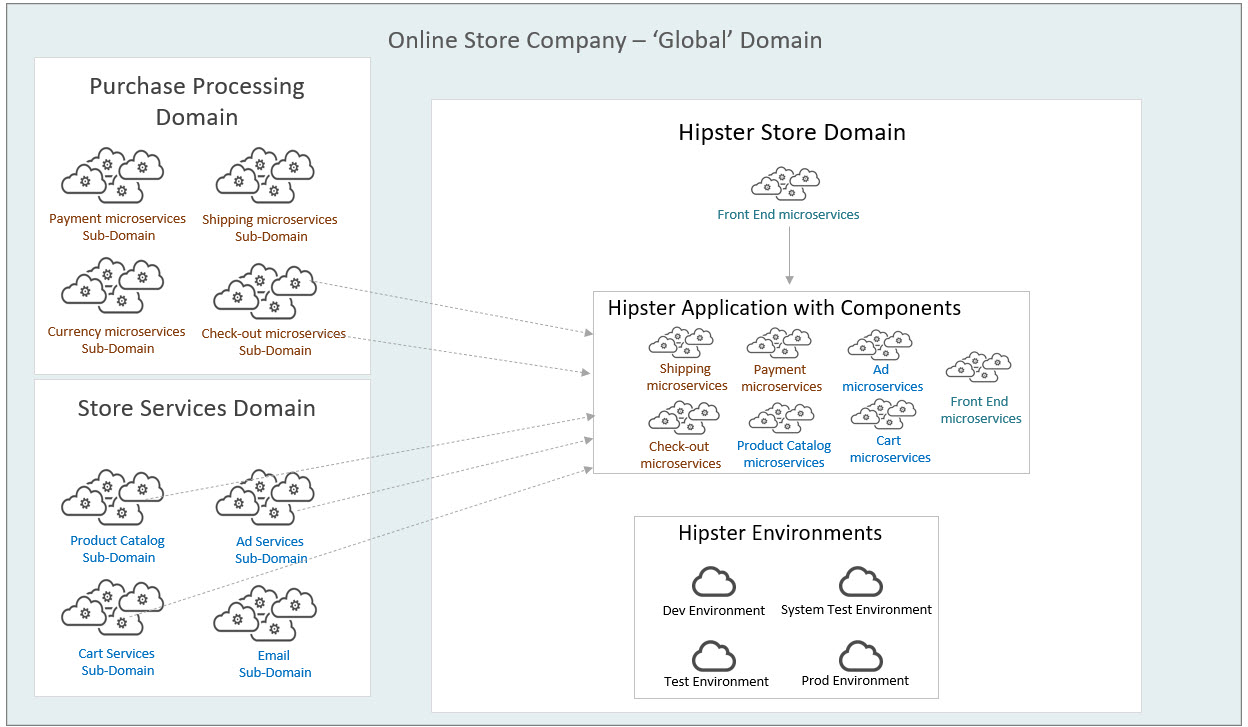 Online Store Company – ‘Global’ Domain
Purchase Processing
Domain
Payment microservices
Sub-Domain
Shipping microservices
Sub-Domain
Currency microservices
Sub-Domain
Check-out microservices
Sub-Domain
Store Services Domain
Product Catalog
Sub-Domain
Ad Services
Sub-Domain
Cart Services
Sub-Domain
Email
Sub-Domain
Hipster Store Domain
Front End microservices
Hipster Application with Components
Shipping
microservices
Payment
microservices
Ad
microservices
Front End
microservices
Check-out
microservices
Product Catalog
microservices
Cart
microservices
Hipster Environments
Dev Environment
System Test Environment
Test Environment
Prod Environment